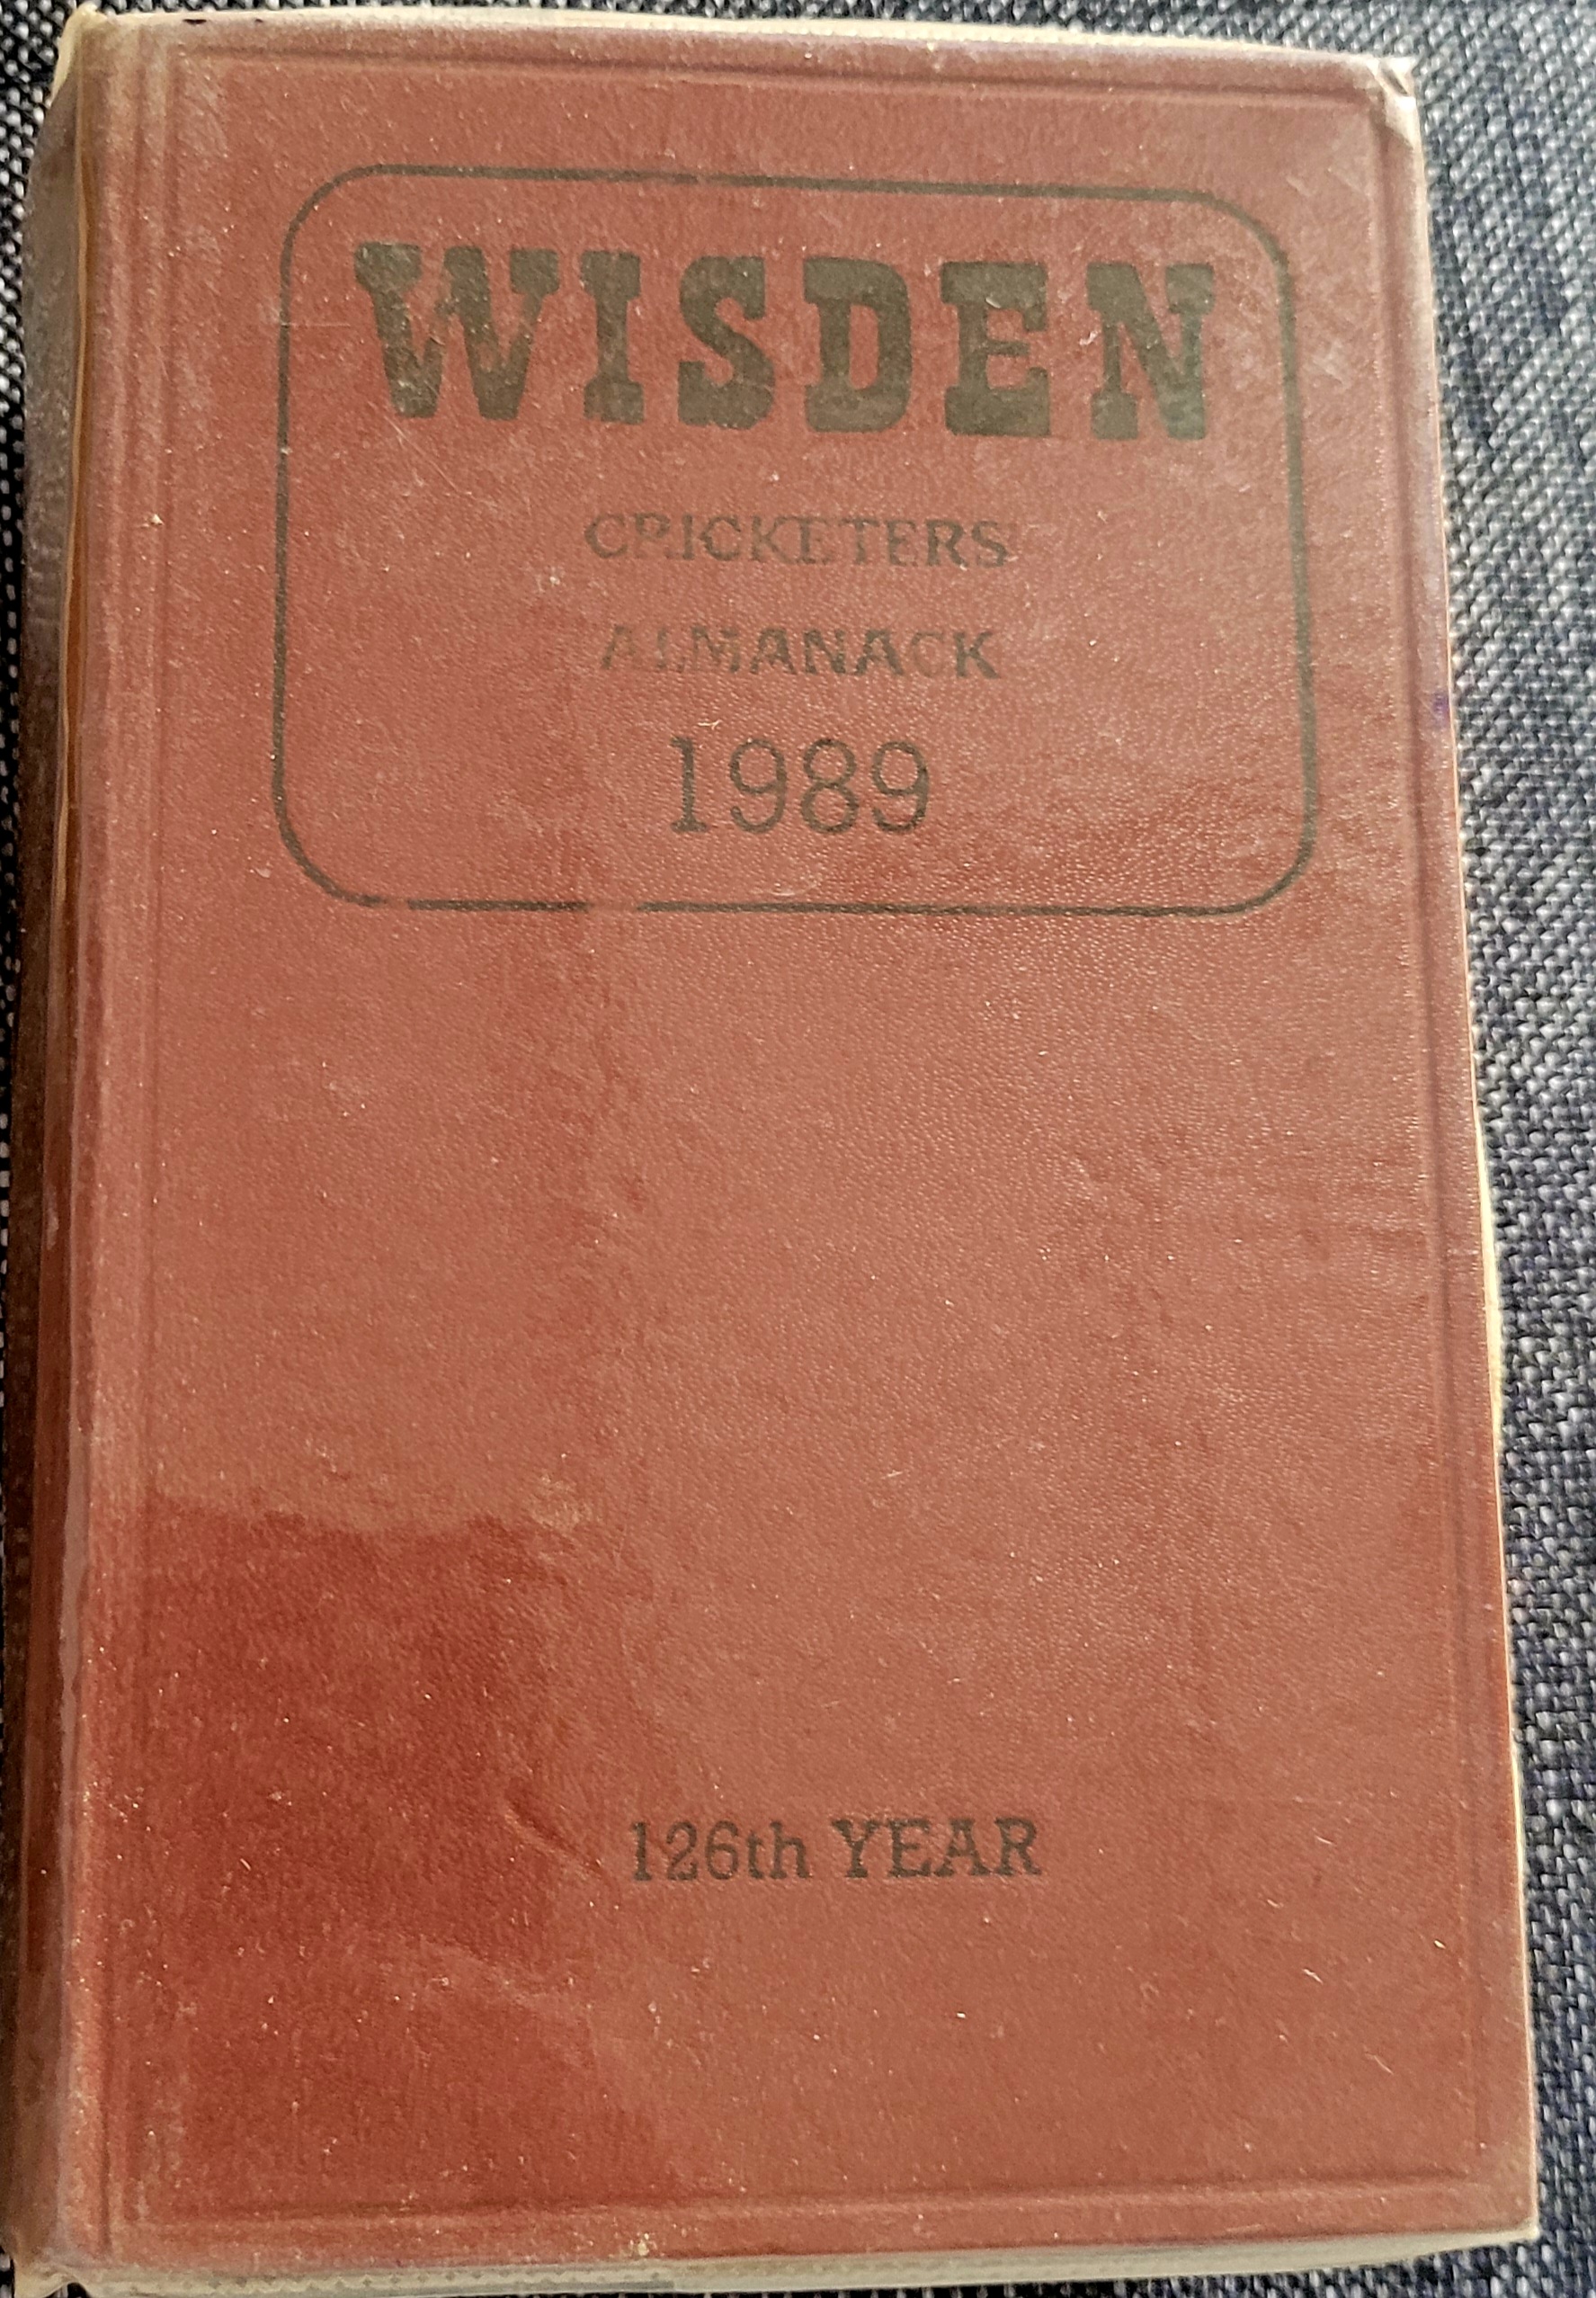 WISDEN
CRICKETERS'
ALMANACK
1989
126th YEAR